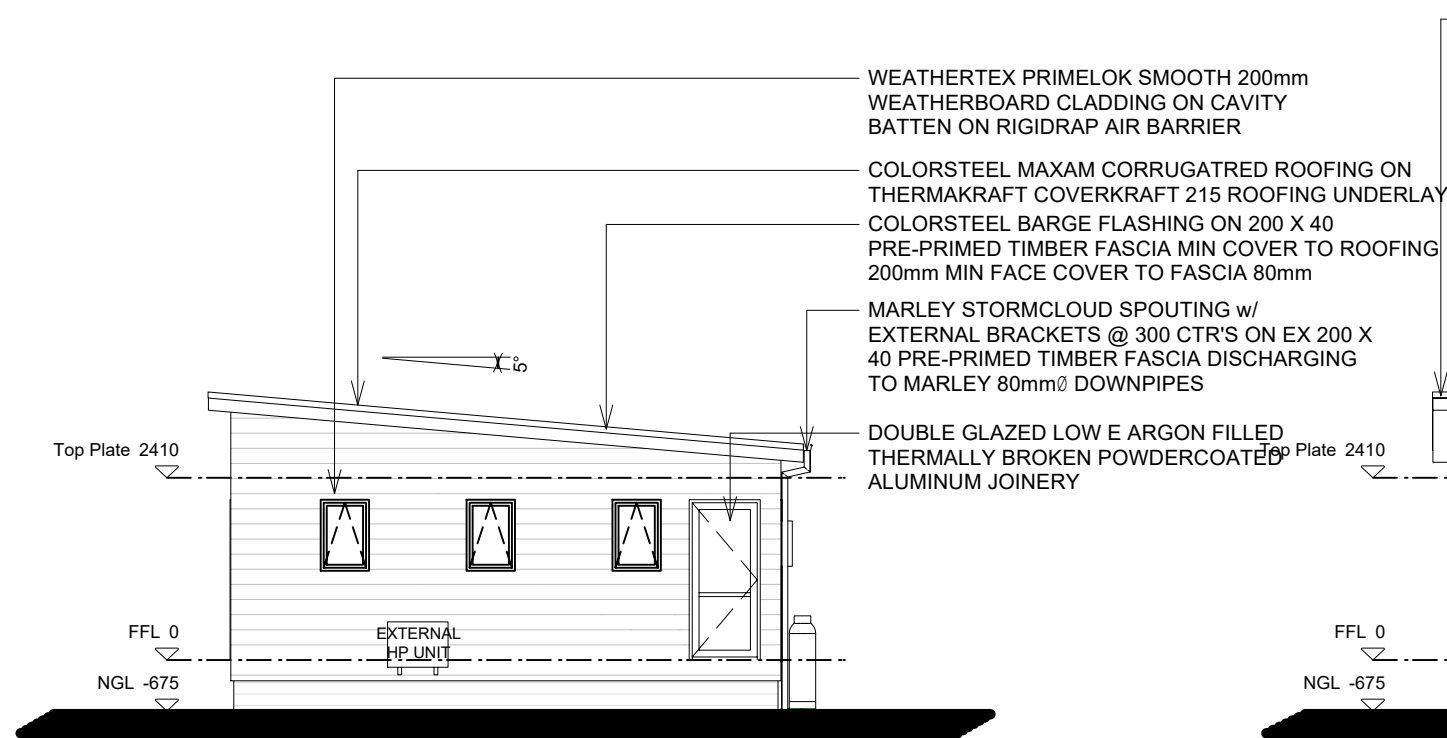 WEATHERTEX PRIMELOK SMOOTH 200mm
WEATHERBOARD CLADDING ON CAVITY
BATTEN ON RIGIDRAP AIR BARRIER
COLORSTEEL MAXAM CORRUGATRED ROOFING ON
THERMAKRAFT COVERKRAFT 215 ROOFING UNDERLAY
COLORSTEEL BARGE FLASHING ON 200 X 40
PRE-PRIMED TIMBER FASCIA MIN COVER TO ROOFING
200mm MIN FACE COVER TO FASCIA 80mm
MARLEY STORMCLOUD SPOUTING w/
EXTERNAL BRACKETS @ 300 CTR'S ON EX 200 X
40 PRE-PRIMED TIMBER FASCIA DISCHARGING
TO MARLEY 80mmØ DOWNPIPES
5°
DOUBLE GLAZED LOW E ARGON FILLED
THERMALLY BROKEN POWDERCOATED
ALUMINUM JOINERY
Top Plate 2410
Top Plate 2410
EXTERNAL
HP UNIT
FFL 0
FFL 0
NGL -675
NGL -675